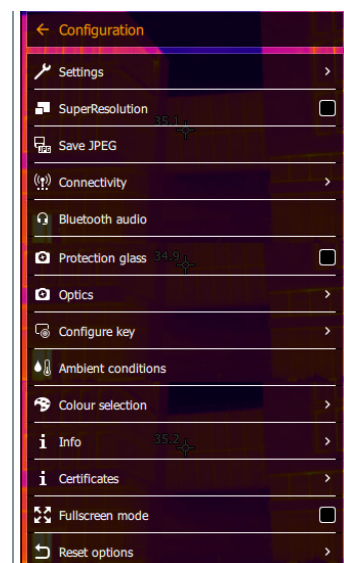 Configuration
Settings
SuperResolution
35.1
Save JPEG
Connectivity
Bluetooth audio
Protection glass 34.9
Optics
Configure key
Ambient conditions
Colour selection
Info 35.2
Certificates
Fullscreen mode
Reset options